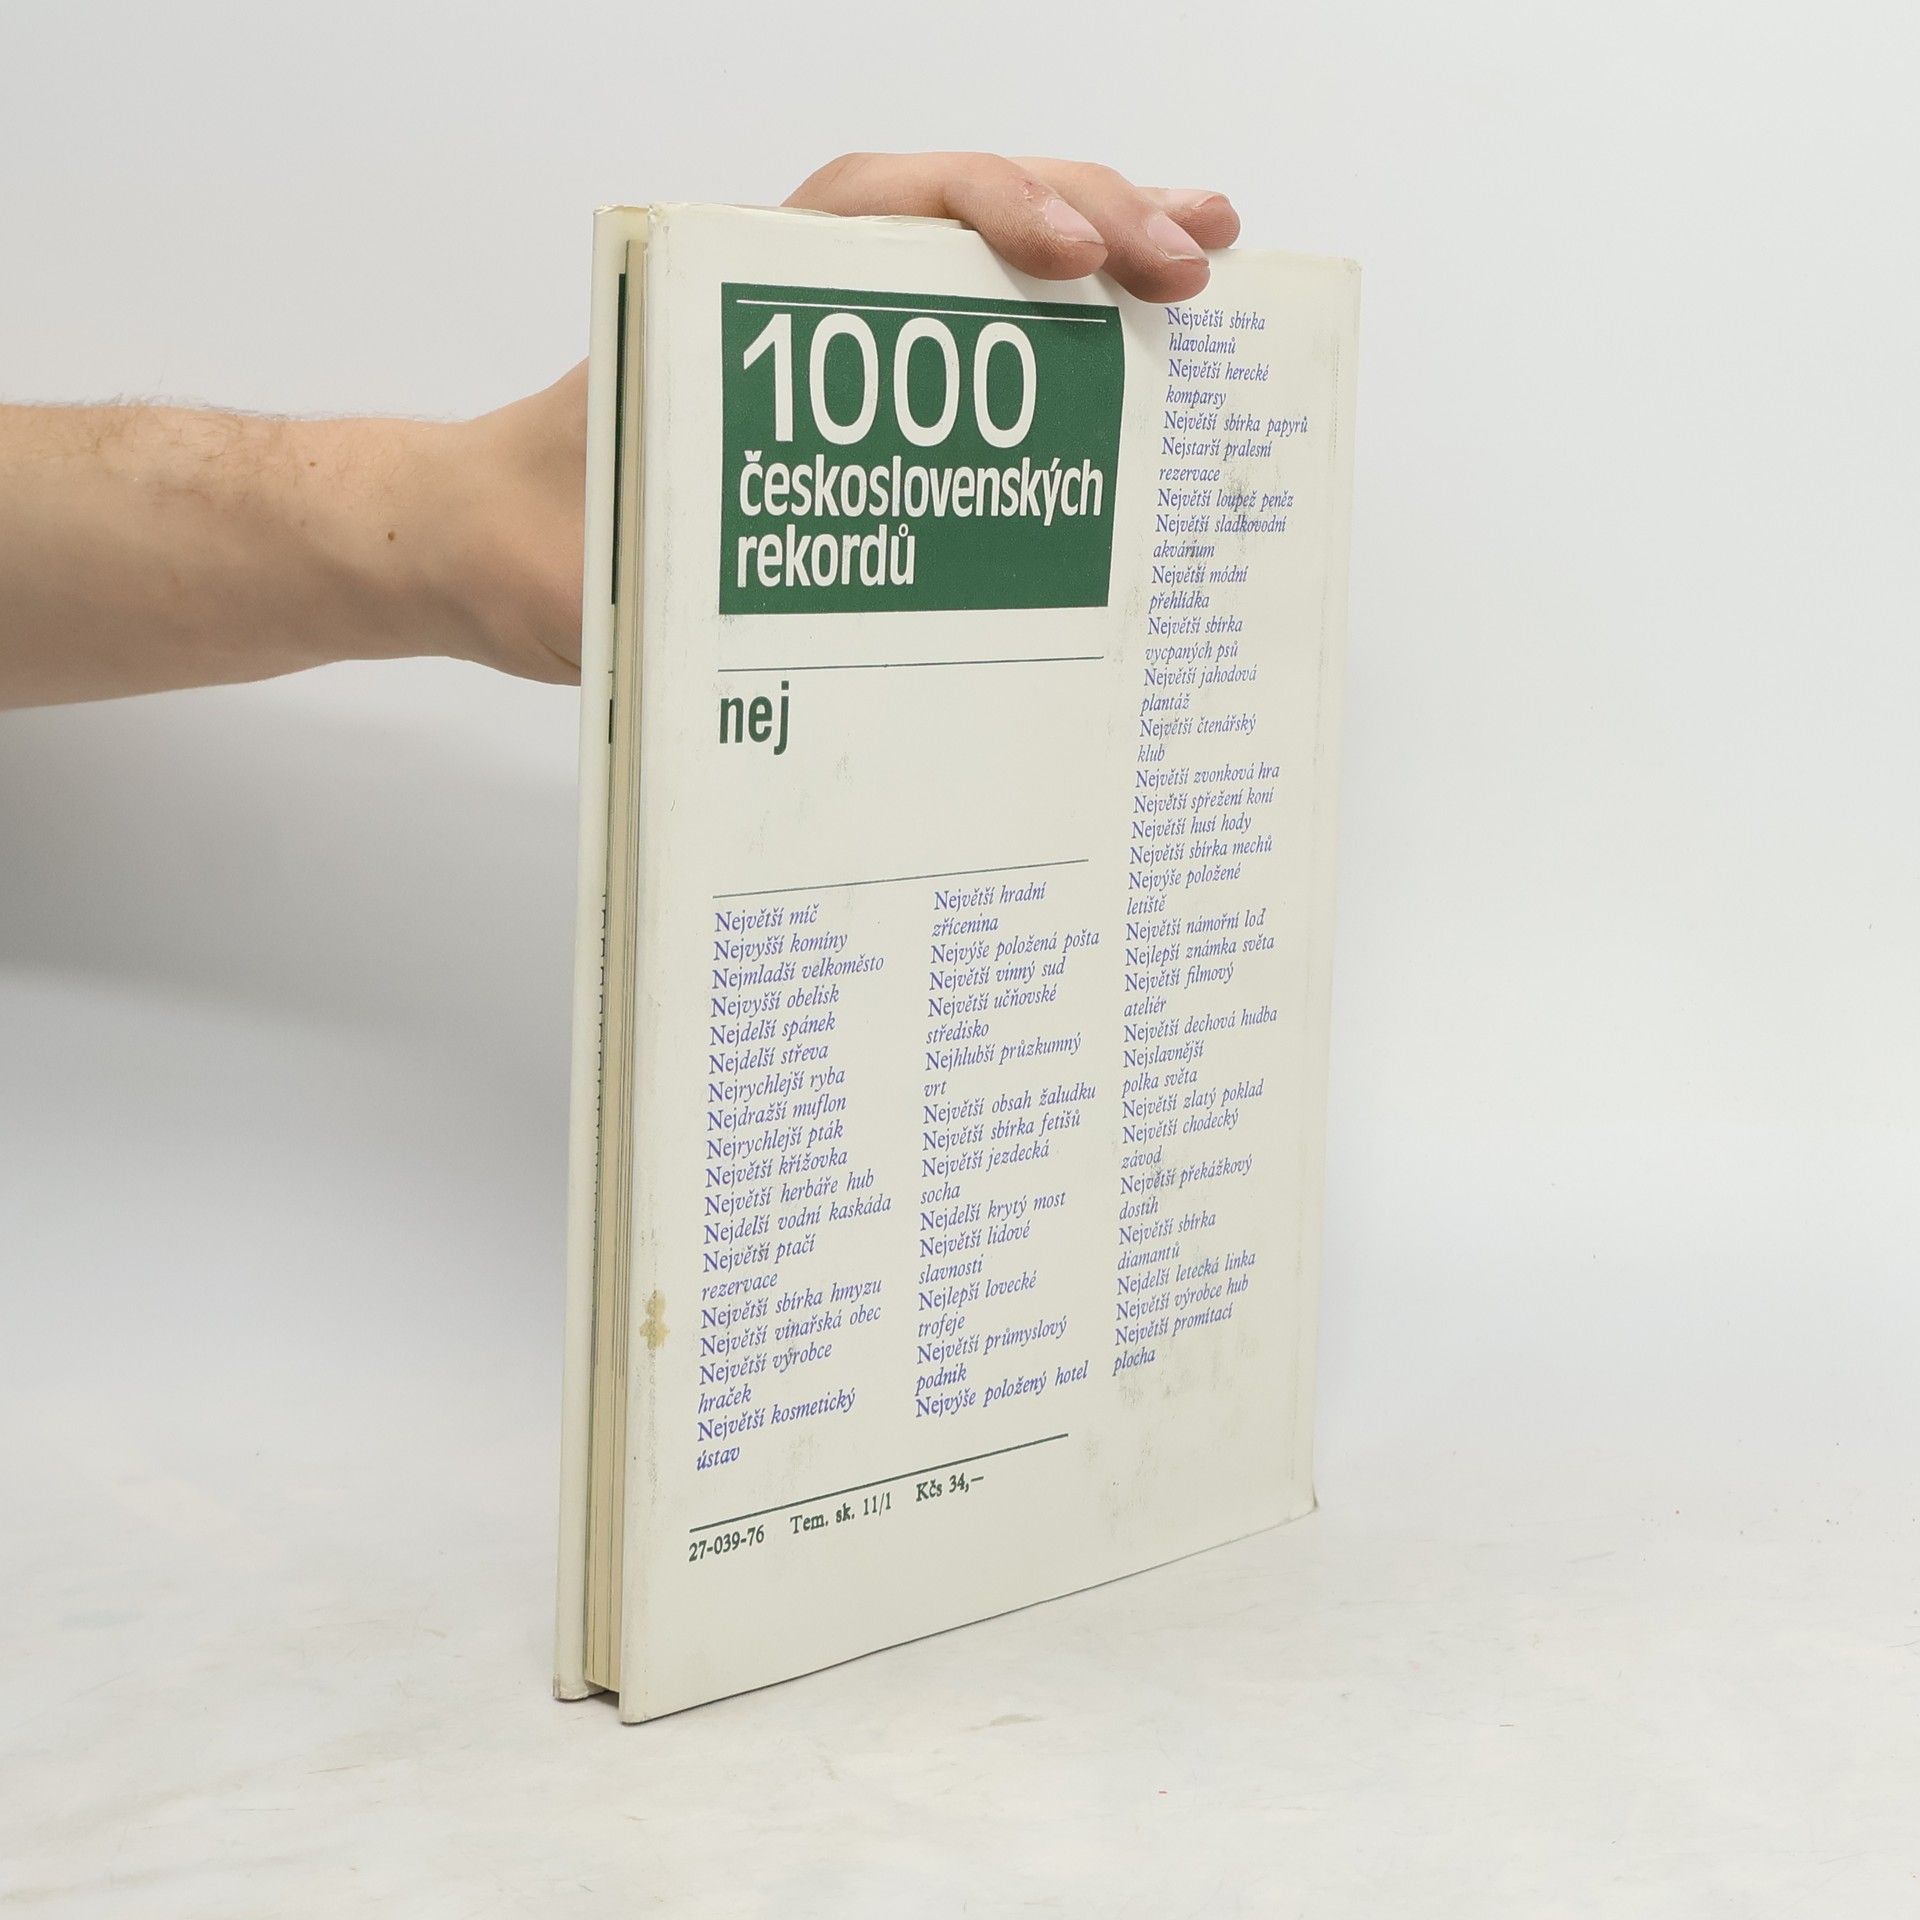 1000
československých
rekordů
nej
Největší míč
Nejvyšší komíny
Nejmladší velkoměsto
Nejvyšší obelisk
Nejdelší spánek
Nejdelší střeva
Nejrychlejší ryba
Nejdražší muflon
Nejrychlejší pták
Největší křížovka
Největší herbáře hub
Nejdelší vodní kaskáda
Největší ptačí
rezervace
Největší sbírka hmyzu
Největší vinařská obec
Největší výrobce
hraček
Největší kosmetický
ústav
Největší hradní
zřícenina
Nejvýše položená pošta
Největší vinný sud
Největší učňovské
středisko
Nejhlubší průzkumný
vrt
Největší obsah žaludku
Největší sbírka fetišů
Největší jezdecká
socha
Nejdelší krytý most
Největší lidové
slavnosti
Nejlepší lovecké
trofeje
Největší průmyslový
podnik
Nejvýše položený hotel
Největší sbírka
hlavolamů
Největší herecké
komparsy
Největší sbírka papyrů
Nejstarší pralesní
rezervace
Největší loupež peněz
Největší sladkovodní
akvárium
Největší módní
přehlídka
Největší sbírka
vycpaných psů
Největší jahodová
plantáž
Největší čtenářský
klub
Největší zvonková hra
Největší spřežení koní
Největší husí hody
Největší sbírka mechů
Nejvýše položené
letiště
Největší námořní loď
Nejlepší známka světa
Největší filmový
ateliér
Největší dechová hudba
Nejslavnější
polka světa
Největší zlatý poklad
Největší chodecký
závod
Největší překážkový
dostih
Největší sbírka
diamantů
Nejdelší letecká linka
Největší výrobce hub
Největší promítací
plocha
27-039-76 Tem. sk. 11/1 Kčs 34,—